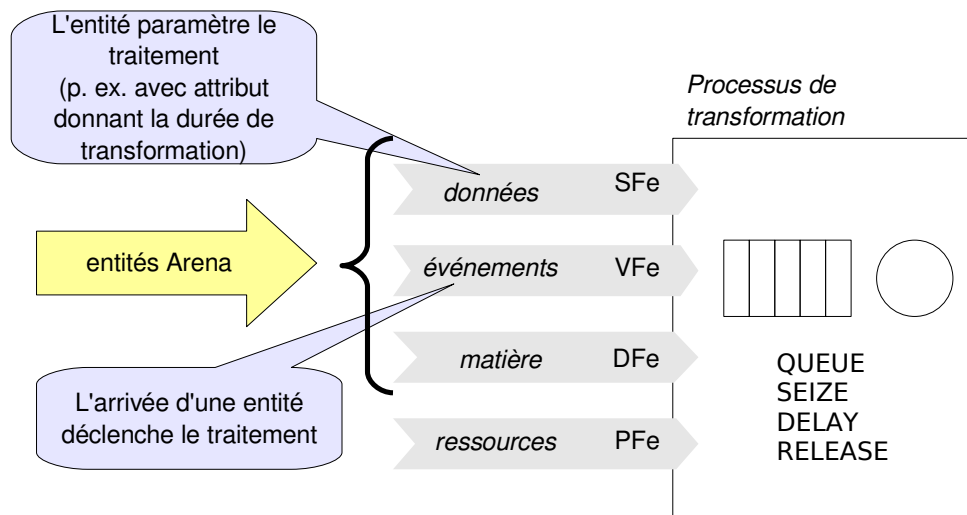 L'entité paramètre le
traitement
(p. ex. avec attribut
donnant la durée de
transformation)
Processus de
transformation
données SFe
entités Arena
événements VFe
matière DFe
L'arrivée d'une entité
déclenche le traitement
ressources PFe
QUEUE
SEIZE
DELAY
RELEASE